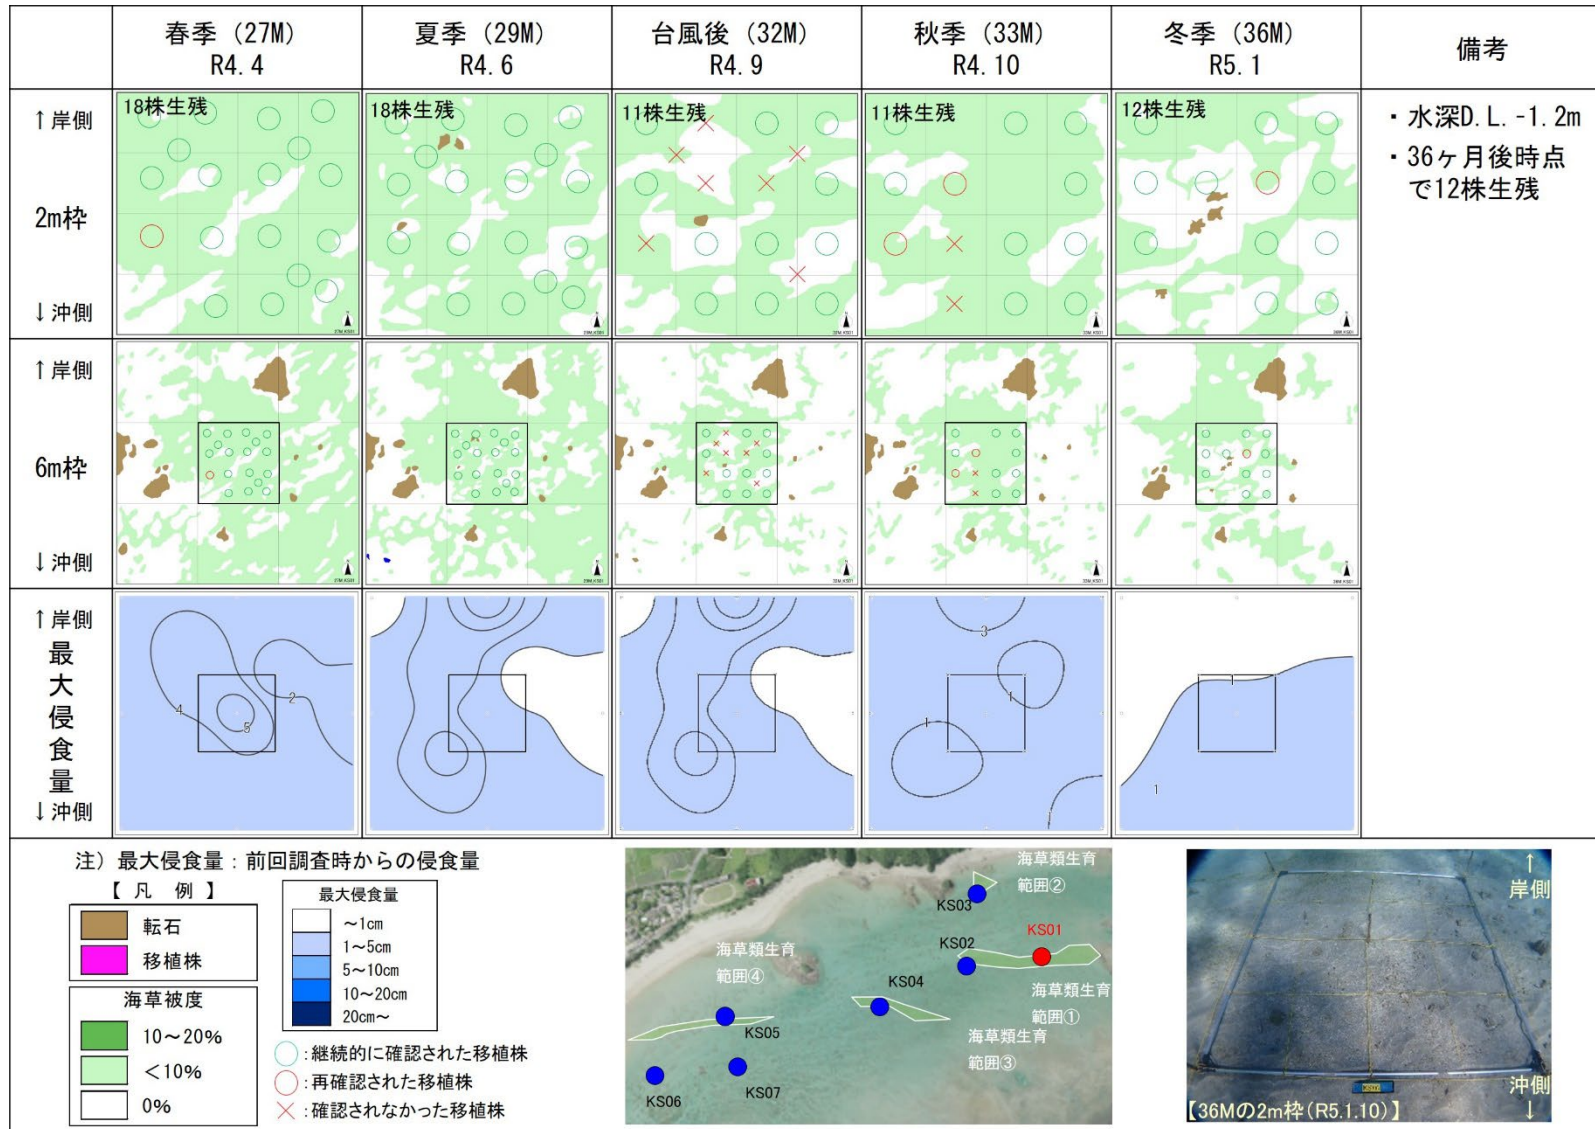 春季（27M）
R4.4
夏季（29M）
R4.6
台風後（32M）
R4.9
秋季（33M）
R4.10
冬季（36M）
R5.1
備考
↑岸側
2m枠
↓沖側
18株生残
18株生残
11株生残
11株生残
12株生残
・水深D.L.-1.2m
・36ヶ月後時点
で12株生残
↑岸側
6m枠
↓沖側
↑岸側
最大侵食量
↓沖側
4
5
2
3
1
1
1
1
注）最大侵食量：前回調査時からの侵食量
【 凡 例 】
転石
移植株
海草被度
10～20%
＜10%
0%
最大侵食量
～1cm
1～5cm
5～10cm
10～20cm
20cm～
：継続的に確認された移植株
：再確認された移植株
：確認されなかった移植株
海草類生育
範囲②
KS03
KS01
KS02
海草類生育
範囲④
KS04
海草類生育
範囲①
KS05
海草類生育
範囲③
KS06
KS07
↑
岸側
沖側
↓
【36Mの2m枠(R5.1.10)】